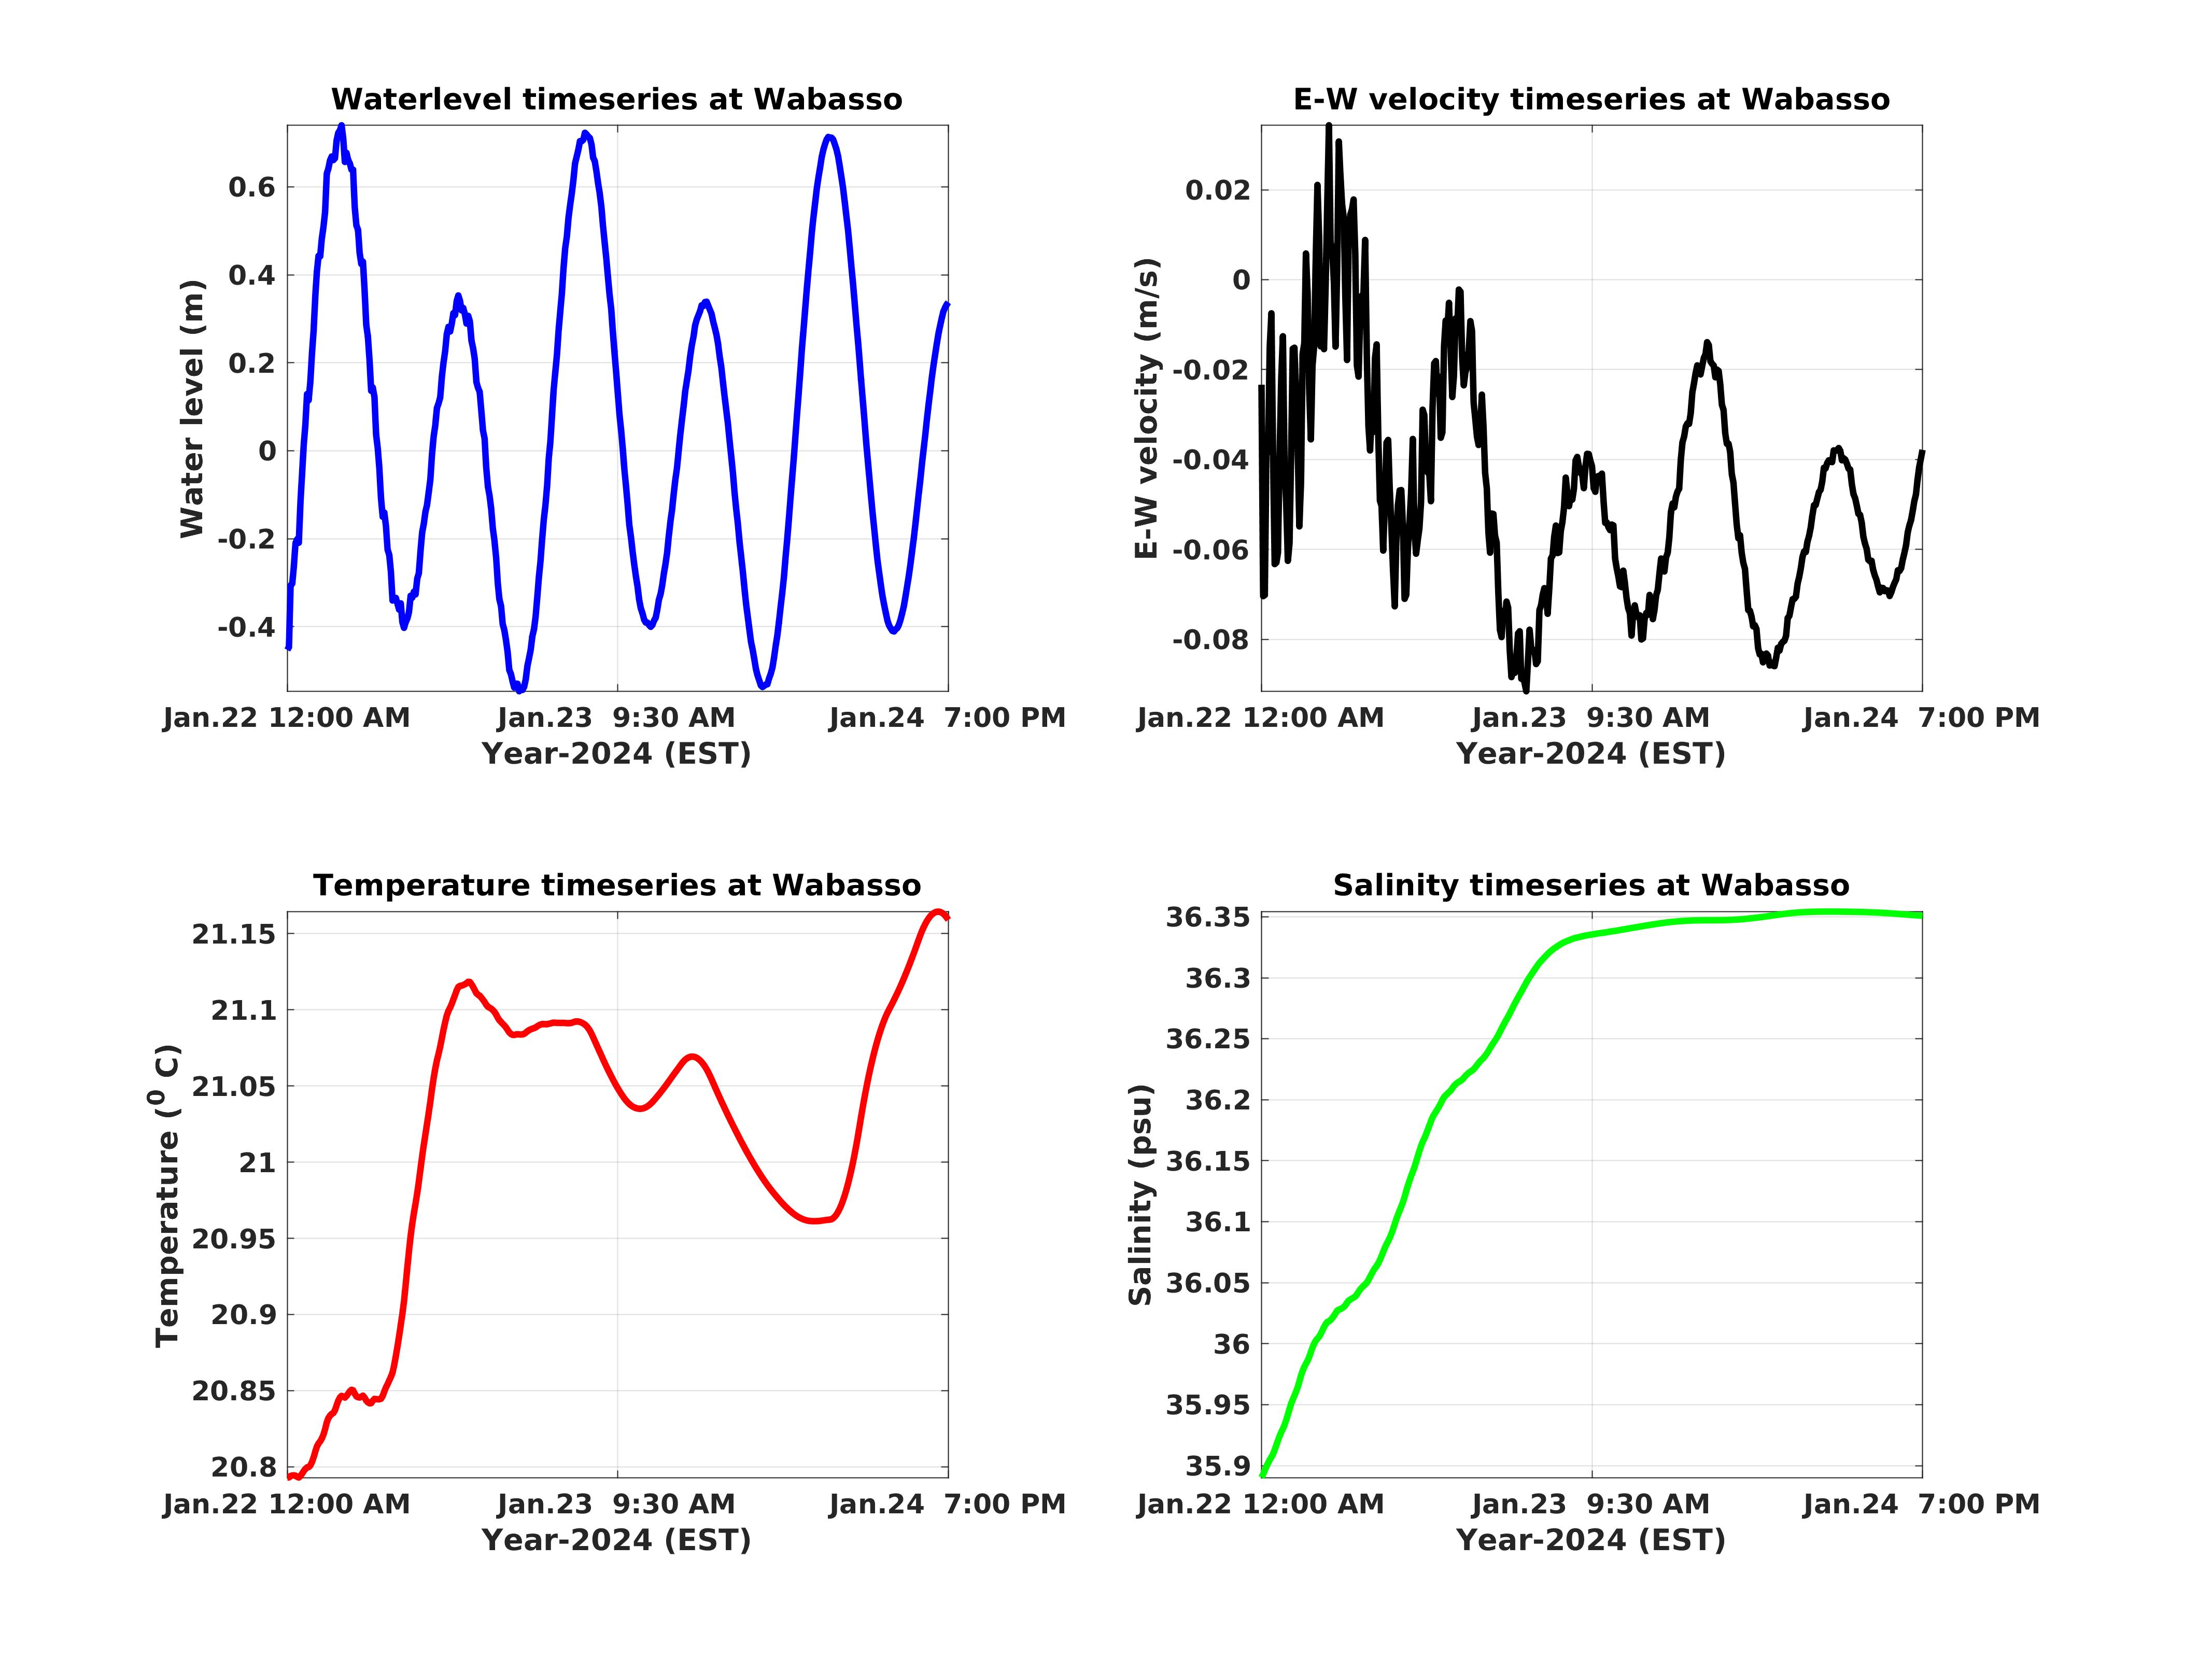 Waterlevel timeseries at Wabasso
0.6
0.4
0.2
0
-0.2
-0.4
Water level (m)
Jan.22 12:00 AM
Jan.23  9:30 AM
Jan.24  7:00 PM
Year-2024 (EST)
E-W velocity timeseries at Wabasso
0.02
0
-0.02
-0.04
-0.06
-0.08
E-W velocity (m/s)
Jan.22 12:00 AM
Jan.23  9:30 AM
Jan.24  7:00 PM
Year-2024 (EST)
Temperature timeseries at Wabasso
21.15
21.1
21.05
21
20.95
20.9
20.85
20.8
Temperature (⁰ C)
Jan.22 12:00 AM
Jan.23  9:30 AM
Jan.24  7:00 PM
Year-2024 (EST)
Salinity timeseries at Wabasso
36.35
36.3
36.25
36.2
36.15
36.1
36.05
36
35.95
35.9
Salinity (psu)
Jan.22 12:00 AM
Jan.23  9:30 AM
Jan.24  7:00 PM
Year-2024 (EST)